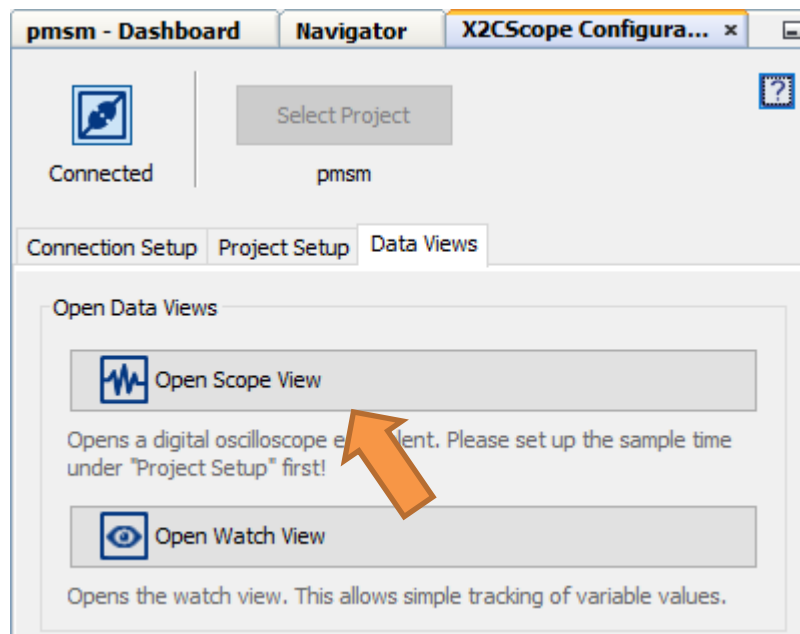 pmsm - Dashboard Navigator X2CScope Configura... ×
Select Project ?
Connected pmsm
Connection Setup Project Setup Data Views
Open Data Views
Open Scope View
Opens a digital oscilloscope lent. Please set up the sample time
under "Project Setup" first!
Open Watch View
Opens the watch view. This allows simple tracking of variable values.